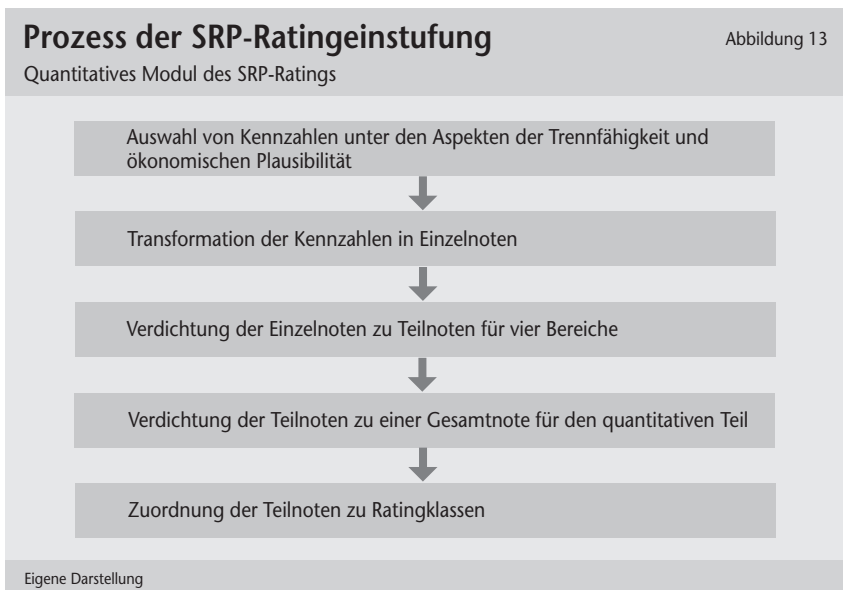 Prozess der SRP-Ratingeinstufung
Abbildung 13
Quantitatives Modul des SRP-Ratings
Auswahl von Kennzahlen unter den Aspekten der Trennfähigkeit und
ökonomischen Plausibilität
Transformation der Kennzahlen in Einzelnoten
Verdichtung der Einzelnoten zu Teilnoten für vier Bereiche
Verdichtung der Teilnoten zu einer Gesamtnote für den quantitativen Teil
Zuordnung der Teilnoten zu Ratingklassen
Eigene Darstellung